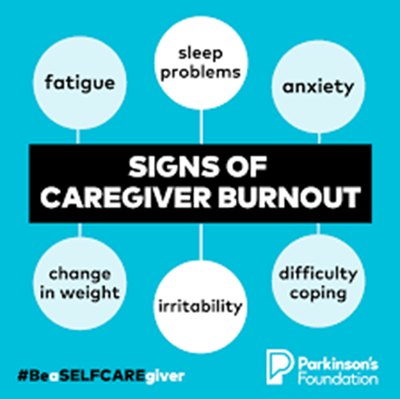 fatigue
sleep
problems
anxiety
SIGNS OF
CAREGIVER BURNOUT
change
in weight
irritability
difficulty
coping
#BeaSELFCAREgiver
Parkinson's
Foundation